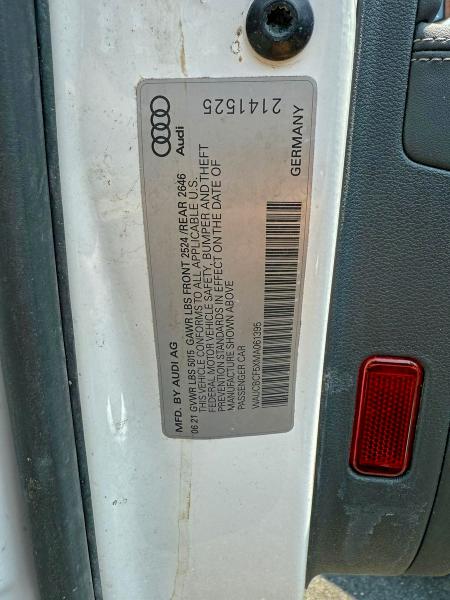 2141525
Audi
GERMANY
MFD. BY AUDI AG
06 21 GVWR LBS 5015 GAWR LBS FRONT 2524 /REAR 2646
THIS VEHICLE CONFORMS TO ALL APPLICABLE U.S.
FEDERAL MOTOR VEHICLE SAFETY, BUMPER AND THEFT
PREVENTION STANDARDS IN EFFECT ON THE DATE OF
MANUFACTURE SHOWN ABOVE
PASSENGER CAR
WAUCBCF5XMA061395